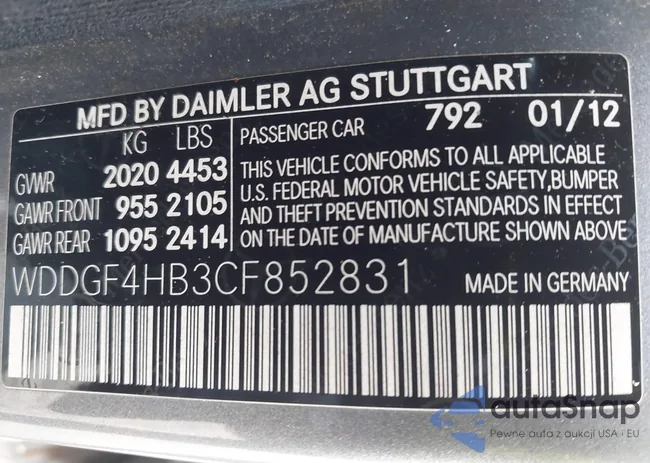 MFD BY DAIMLER AG STUTTGART
KG LBS PASSENGER CAR 792 01/12
GVWR 2020 4453
GAWR FRONT 955 2105
GAWR REAR 1095 2414
THIS VEHICLE CONFORMS TO ALL APPLICABLE
U.S. FEDERAL MOTOR VEHICLE SAFETY,BUMPER
AND THEFT PREVENTION STANDARDS IN EFFECT
ON THE DATE OF MANUFACTURE SHOWN ABOVE
WDDGF4HB3CF852831 MADE IN GERMANY
autaSnap
Pewne auta z aukcji USA i EU